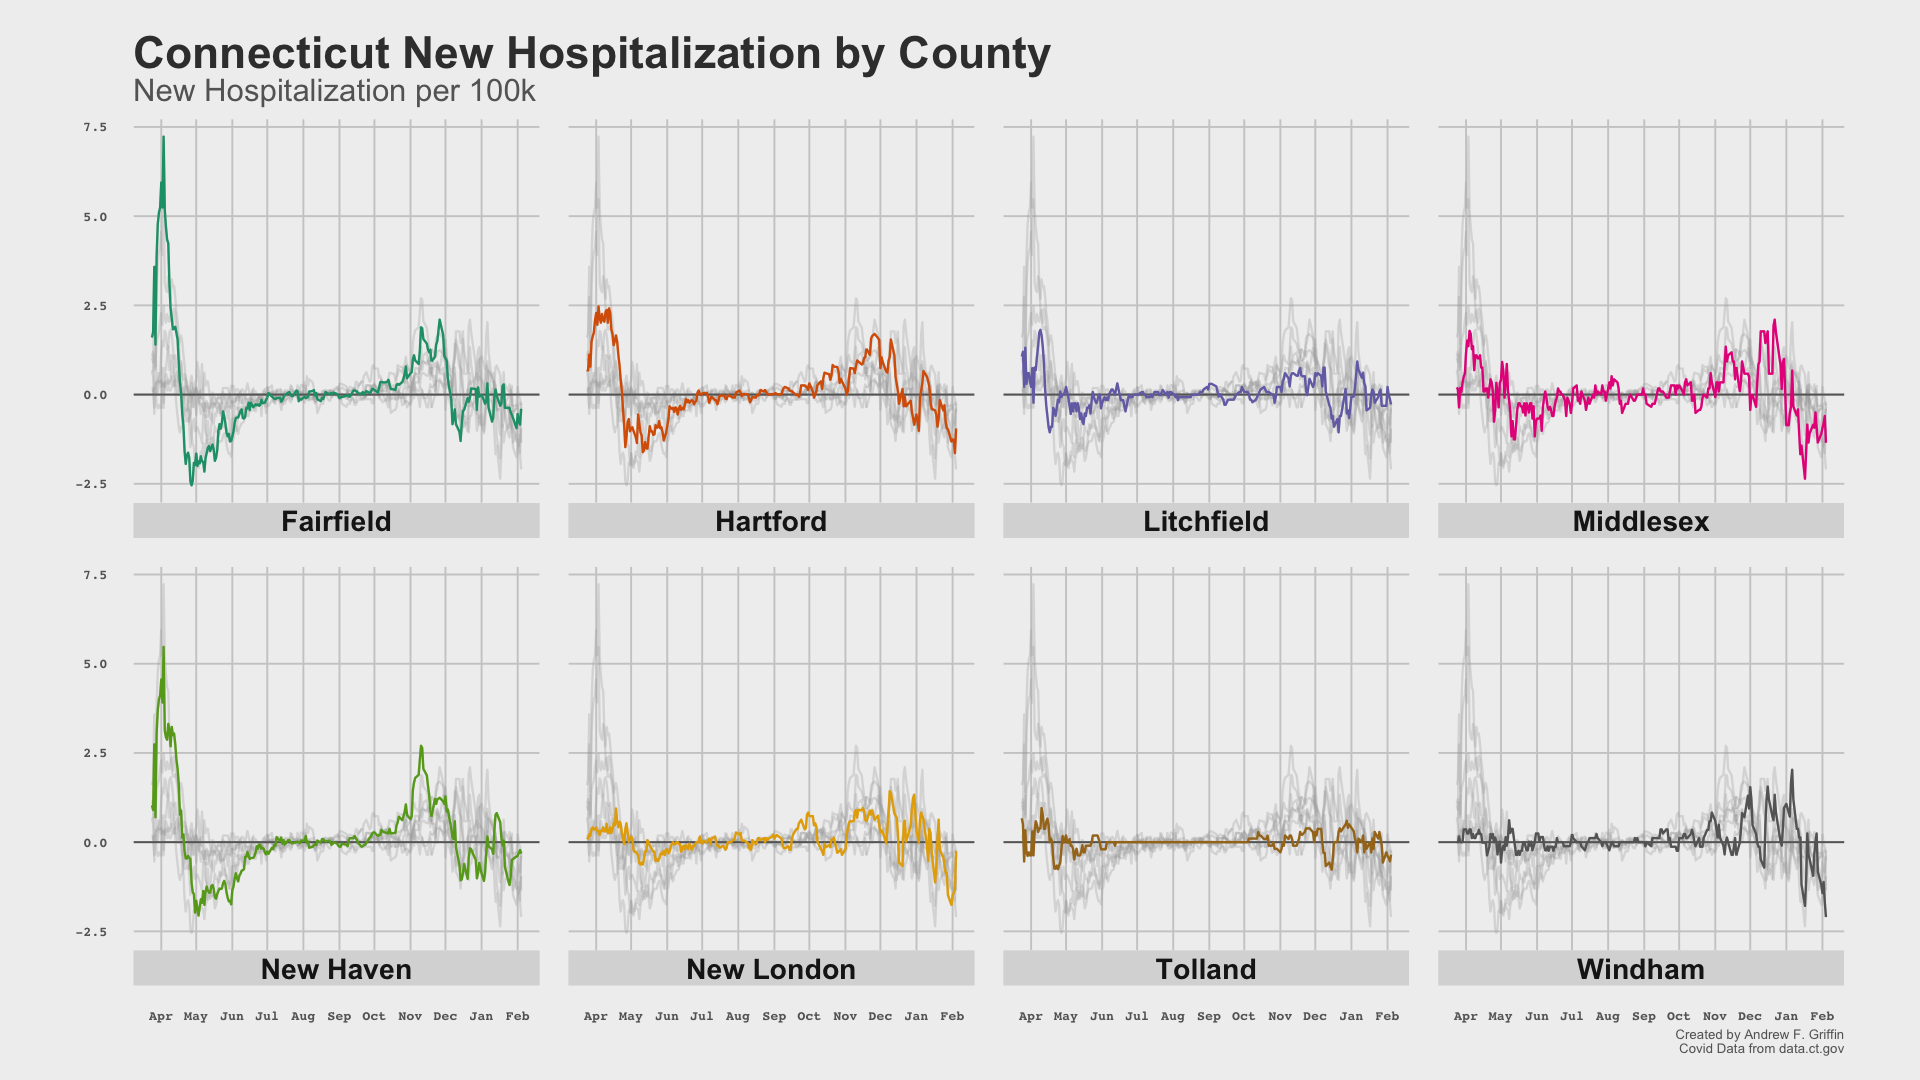 Connecticut New Hospitalization by County
New Hospitalization per 100k
7.5
5.0
2.5
0.0
−2.5
Fairfield Hartford Litchfield Middlesex
7.5
5.0
2.5
0.0
−2.5
New Haven New London Tolland Windham
Apr May Jun Jul Aug Sep Oct Nov Dec Jan Feb Apr May Jun Jul Aug Sep Oct Nov Dec Jan Feb Apr May Jun Jul Aug Sep Oct Nov Dec Jan Feb Apr May Jun Jul Aug Sep Oct Nov Dec Jan Feb
Created by Andrew F. Griffin
Covid Data from data.ct.gov